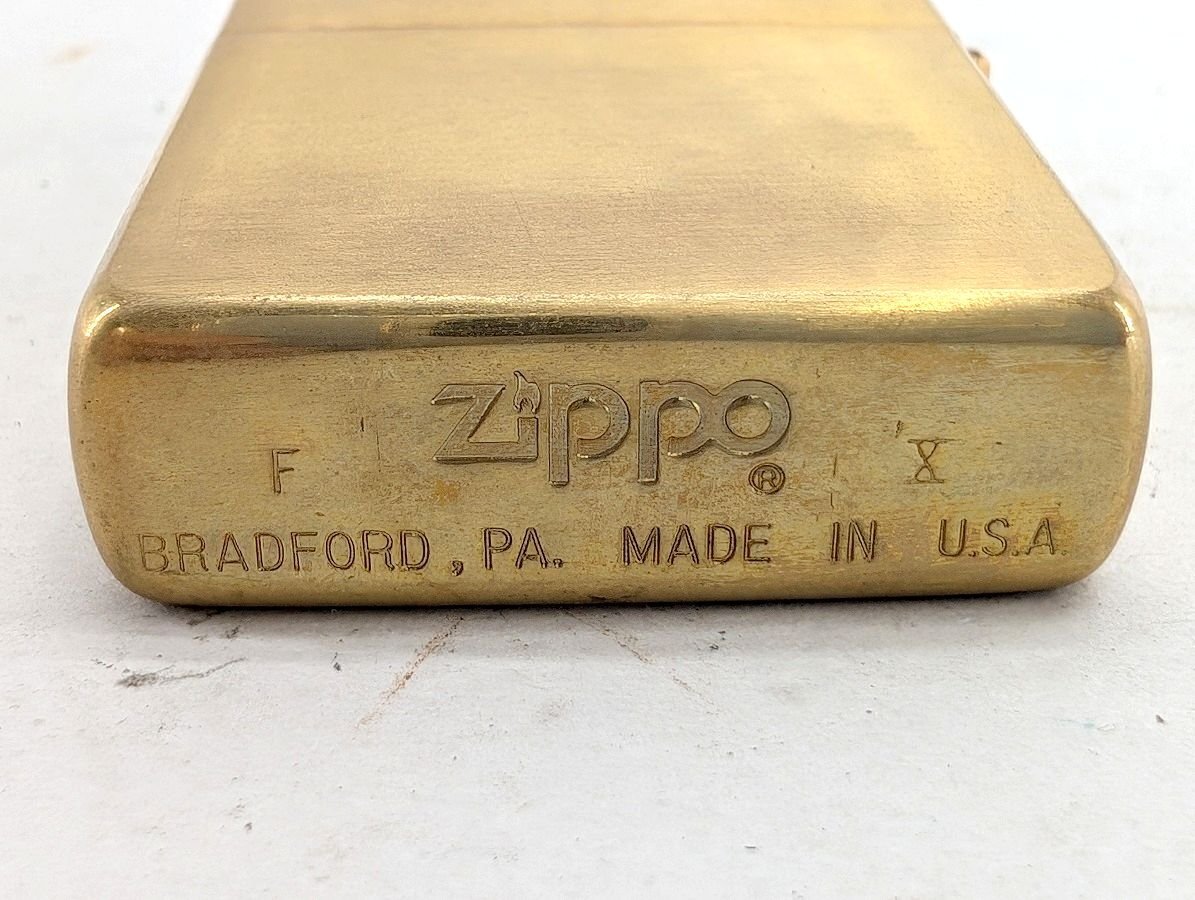 Zippo ®
F X
BRADFORD, PA. MADE IN U.S.A.